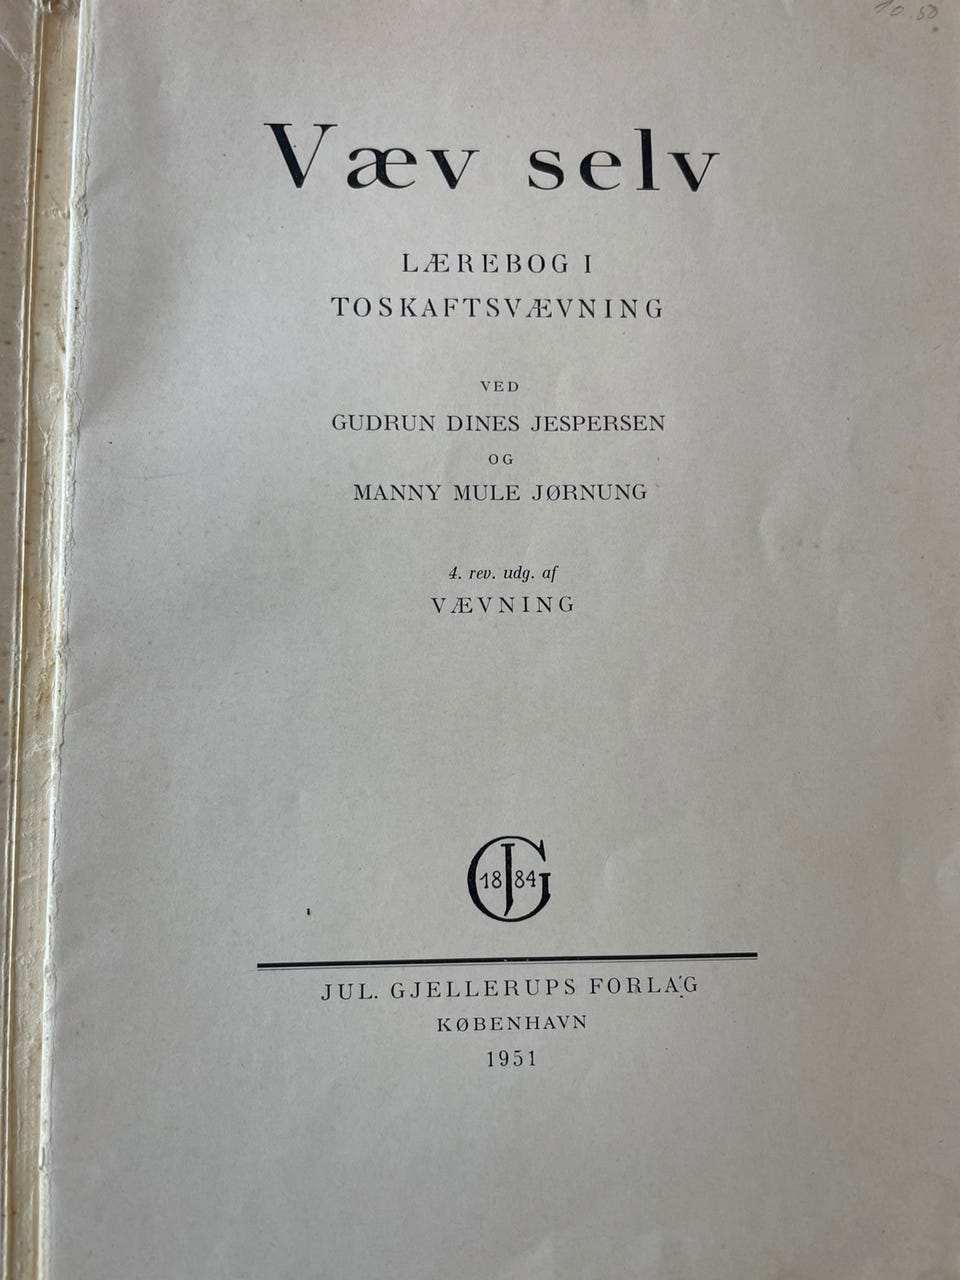 10.50
Væv selv
LÆREBOG I
TOSKAFTSVÆVNING
VED
GUDRUN DINES JESPERSEN
OG
MANNY MULE JØRNUNG
4. rev. udg. af
VÆVNING
18 JG 84
JUL. GJELLERUPS FORLAG
KØBENHAVN
1951